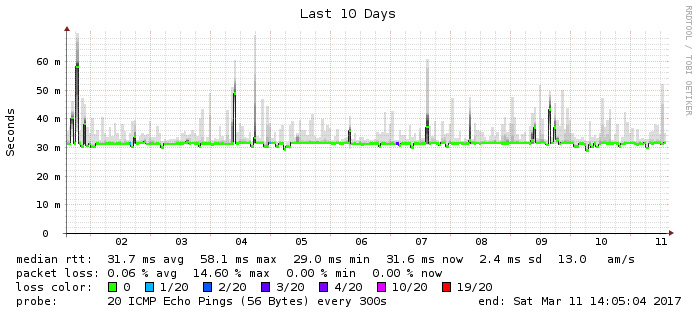 Last 10 Days
RRDTOOL / TOBI OETIKER
Seconds
60 m
50 m
40 m
30 m
20 m
10 m
0
02 03 04 05 06 07 08 09 10 11
median rtt: 31.7 ms avg 58.1 ms max 29.0 ms min 31.6 ms now 2.4 ms sd 13.0 am/s
packet loss: 0.06 % avg 14.60 % max 0.00 % min 0.00 % now
loss color: 0 1/20 2/20 3/20 4/20 10/20 19/20
probe: 20 ICMP Echo Pings (56 Bytes) every 300s end: Sat Mar 11 14:05:04 2017